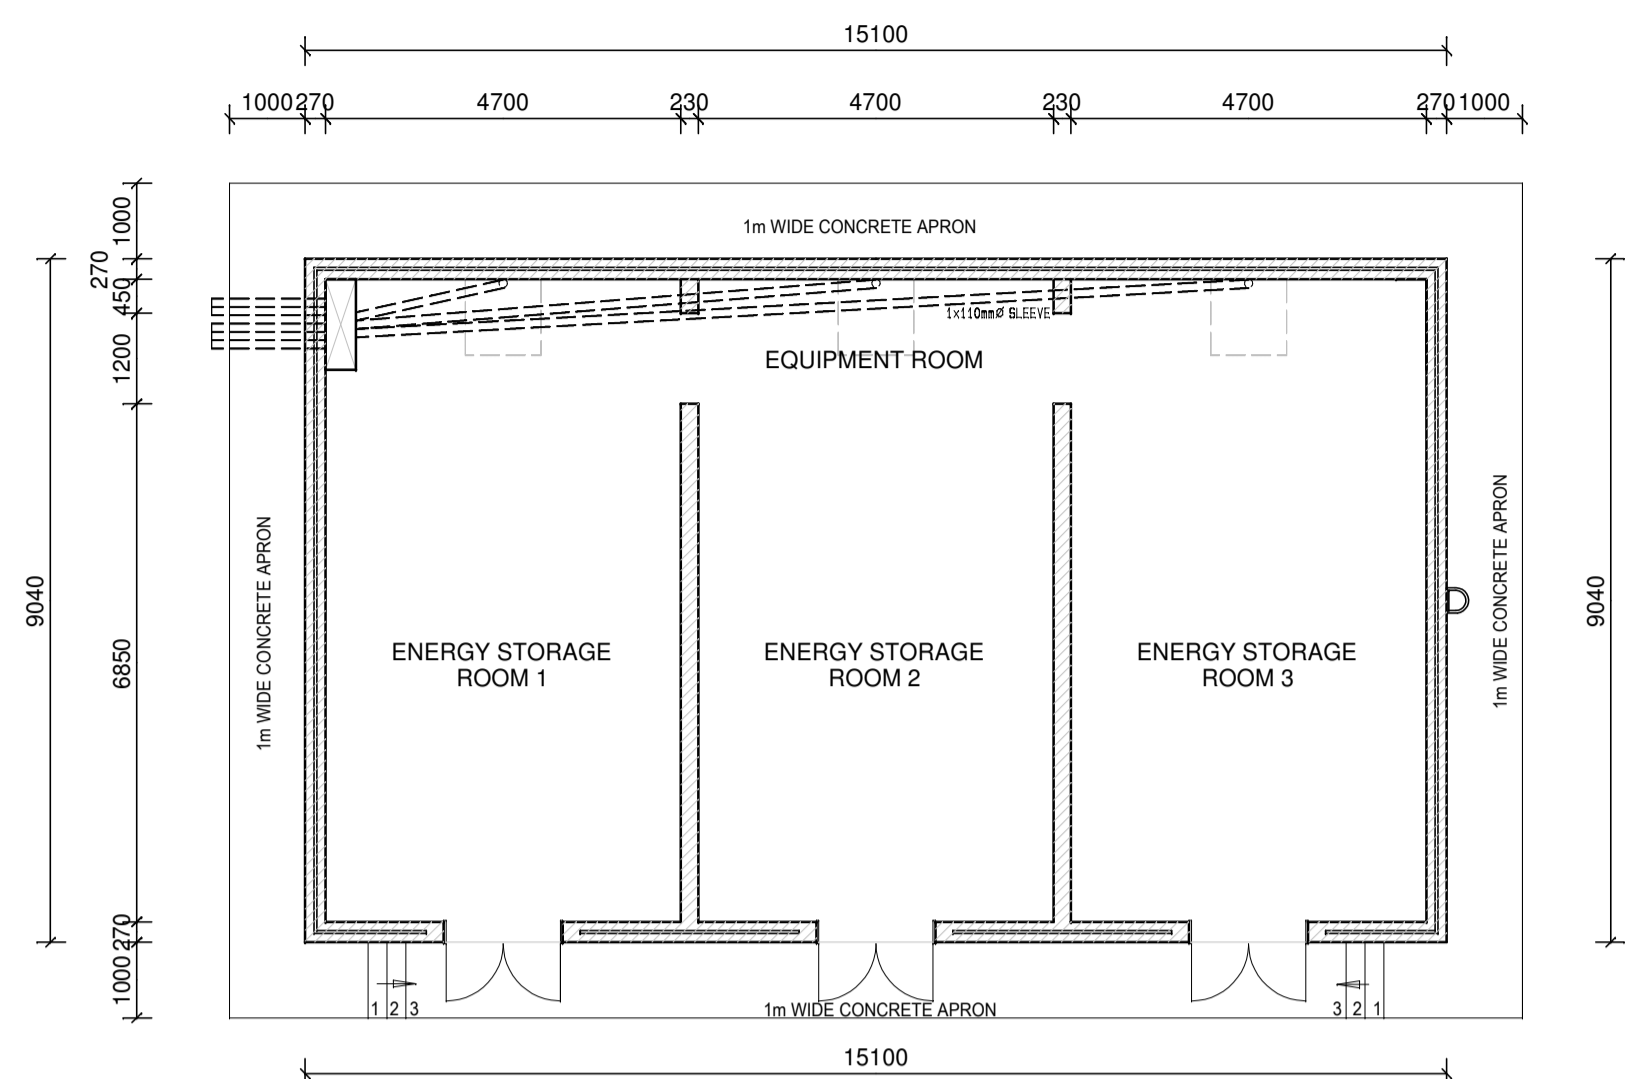 15100
1000 270 4700 230 4700 230 4700 270 1000
1000
1m WIDE CONCRETE APRON
270
450
1x110mmØ SLEEVE
1200
EQUIPMENT ROOM
9040
6850
1m WIDE CONCRETE APRON
ENERGY STORAGE
ROOM 1
ENERGY STORAGE
ROOM 2
ENERGY STORAGE
ROOM 3
1m WIDE CONCRETE APRON
9040
270
1000
1 2 3
1m WIDE CONCRETE APRON
3 2 1
15100